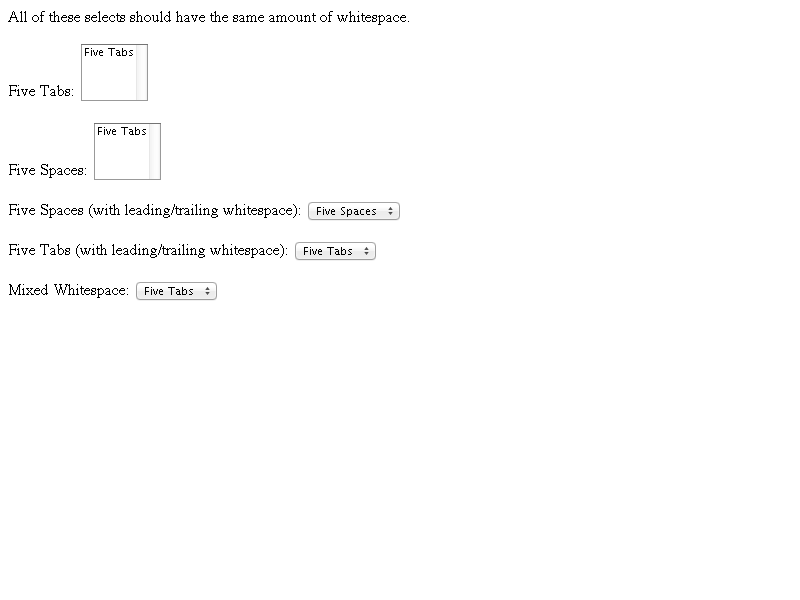 All of these selects should have the same amount of whitespace.
Five Tabs
Five Tabs:
Five Tabs
Five Spaces:
Five Spaces (with leading/trailing whitespace): Five Spaces
Five Tabs (with leading/trailing whitespace): Five Tabs
Mixed Whitespace: Five Tabs